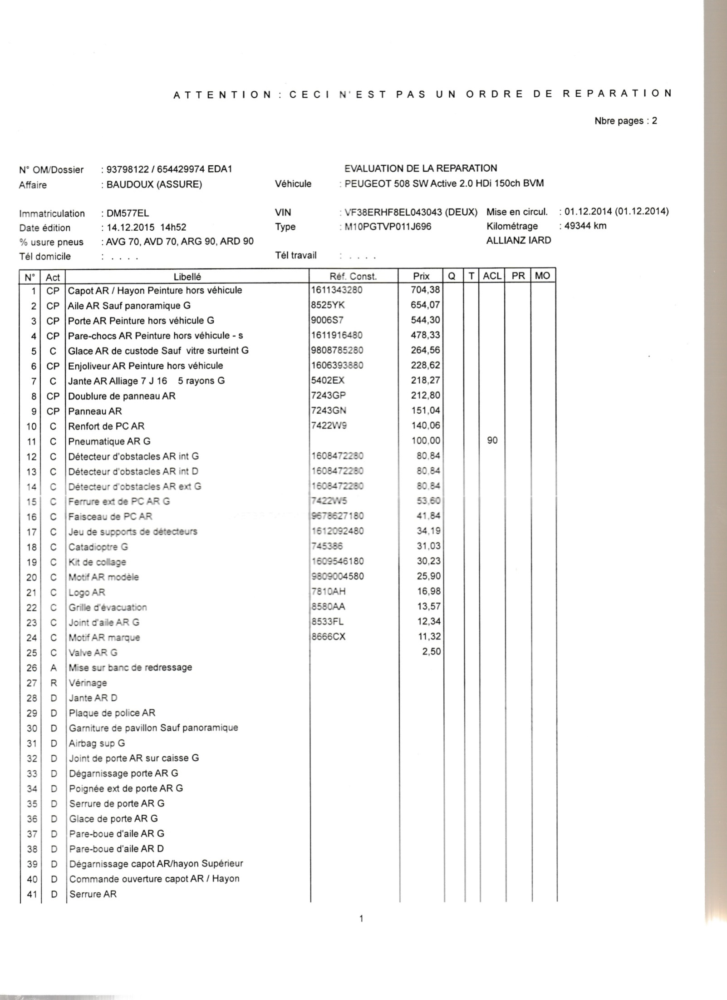 ATTENTION : CECI N'EST PAS UN ORDRE DE REPARATION
Nbre pages : 2
N° OM/Dossier : 93798122 / 654429974 EDA1 EVALUATION DE LA REPARATION
Affaire : BAUDOUX (ASSURE) Véhicule : PEUGEOT 508 SW Active 2.0 HDi 150ch BVM
Immatriculation : DM577EL VIN : VF38ERHF8EL043043 (DEUX) Mise en circul. : 01.12.2014 (01.12.2014)
Date édition : 14.12.2015 14h52 Type : M10PGTVP011J696 Kilométrage : 49344 km
% usure pneus : AVG 70, AVD 70, ARG 90, ARD 90 ALLIANZ IARD
Tél domicile : . . . . Tél travail : . . . .
N° Act Libellé Réf. Const. Prix Q T ACL PR MO
1 CP Capot AR / Hayon Peinture hors véhicule 1611343280 704,38
2 CP Aile AR Sauf panoramique G 8525YK 654,07
3 CP Porte AR Peinture hors véhicule G 9006S7 544,30
4 CP Pare-chocs AR Peinture hors véhicule - s 1611916480 478,33
5 C Glace AR de custode Sauf vitre surteint G 9808785280 264,56
6 CP Enjoliveur AR Peinture hors véhicule 1606393880 228,62
7 C Jante AR Alliage 7 J 16 5 rayons G 5402EX 218,27
8 CP Doublure de panneau AR 7243GP 212,80
9 CP Panneau AR 7243GN 151,04
10 C Renfort de PC AR 7422W9 140,06
11 C Pneumatique AR G 100,00 90
12 C Détecteur d'obstacles AR int G 1608472280 80,84
13 C Détecteur d'obstacles AR int D 1608472280 80,84
14 C Détecteur d'obstacles AR ext G 1608472280 80,84
15 C Ferrure ext de PC AR G 7422W5 53,60
16 C Faisceau de PC AR 9678627180 41,84
17 C Jeu de supports de détecteurs 1612092480 34,19
18 C Catadioptre G 745386 31,03
19 C Kit de collage 1609546180 30,23
20 C Motif AR modèle 9809004580 25,90
21 C Logo AR 7810AH 16,98
22 C Grille d'évacuation 8580AA 13,57
23 C Joint d'aile AR G 8533FL 12,34
24 C Motif AR marque 8666CX 11,32
25 C Valve AR G 2,50
26 A Mise sur banc de redressage
27 R Vérinage
28 D Jante AR D
29 D Plaque de police AR
30 D Garniture de pavillon Sauf panoramique
31 D Airbag sup G
32 D Joint de porte AR sur caisse G
33 D Dégarnissage porte AR G
34 D Poignée ext de porte AR G
35 D Serrure de porte AR G
36 D Glace de porte AR G
37 D Pare-boue d'aile AR G
38 D Pare-boue d'aile AR D
39 D Dégarnissage capot AR/hayon Supérieur
40 D Commande ouverture capot AR / Hayon
41 D Serrure AR
1